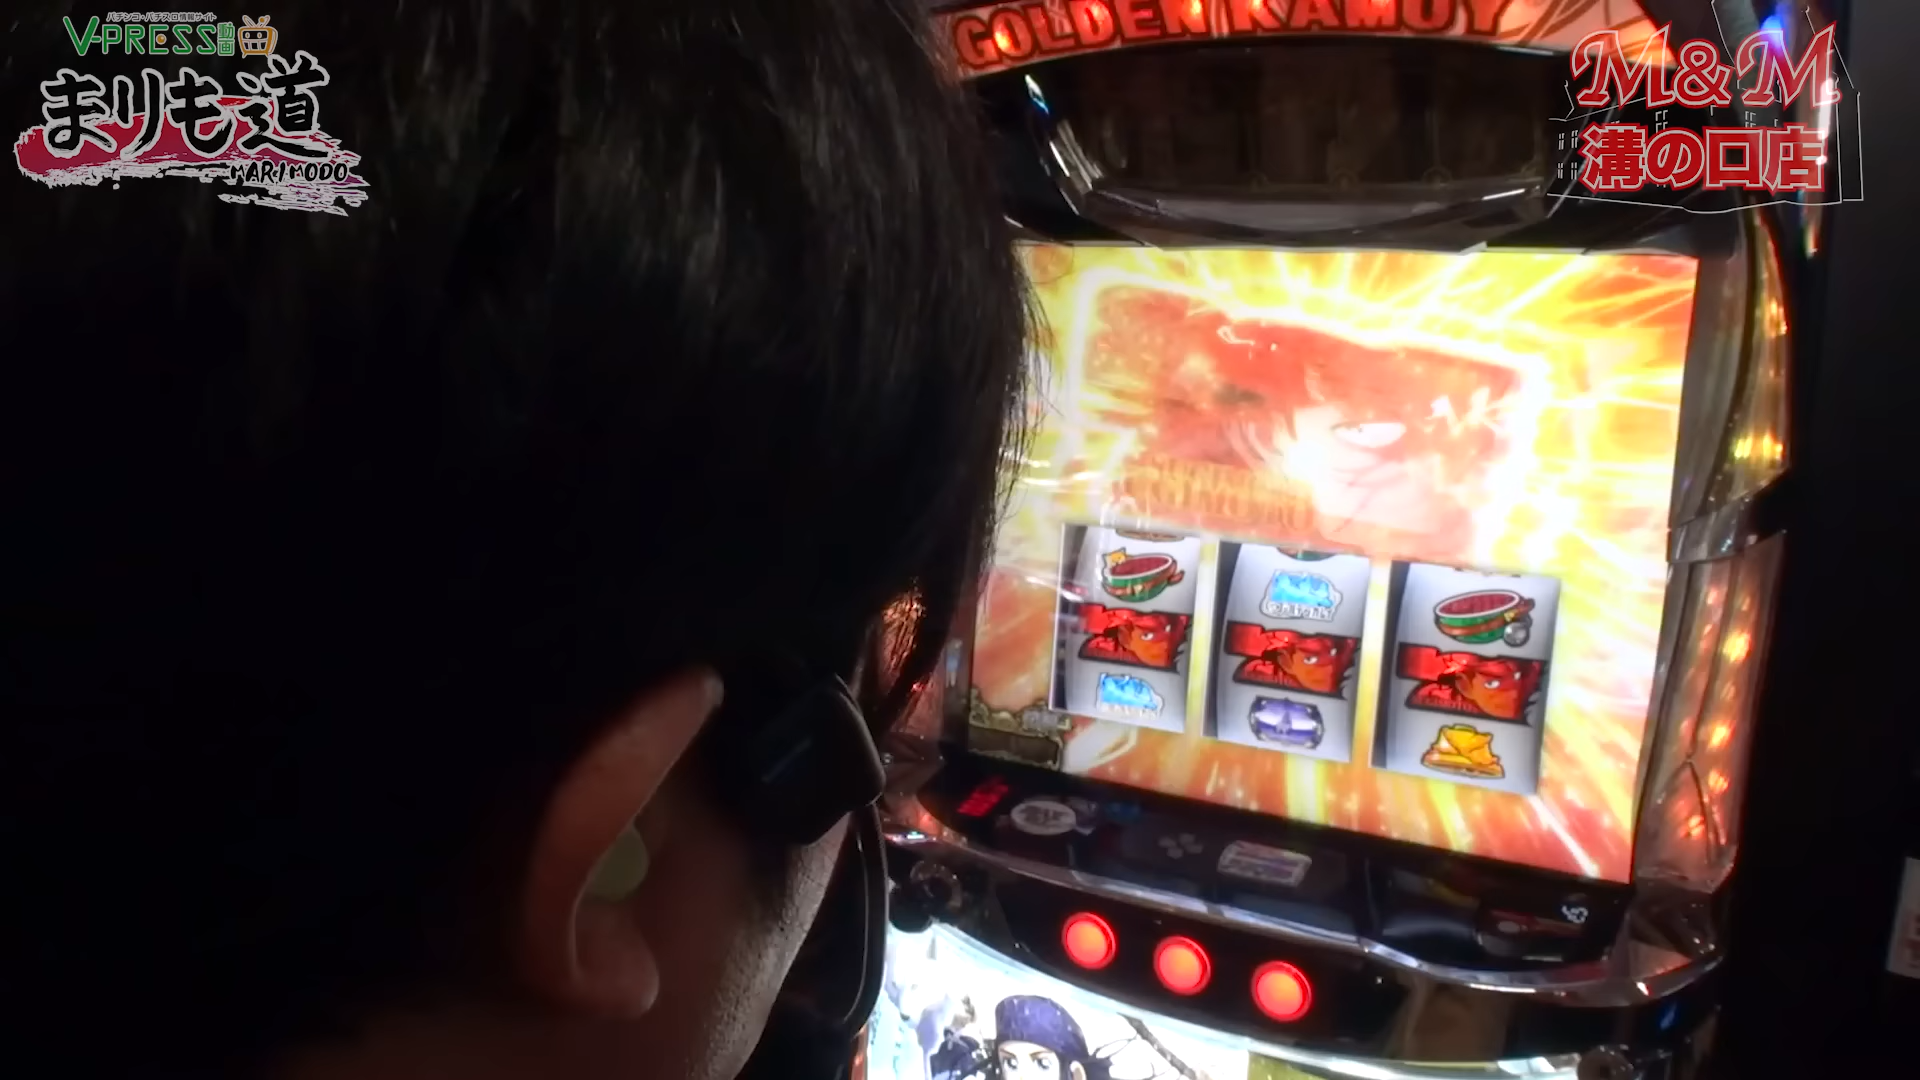 パチンコ・パチスロ情報サイト
V-PRESS動画
まりも道
MARIMODO
GOLDEN KAMUY
M&M
溝の口店